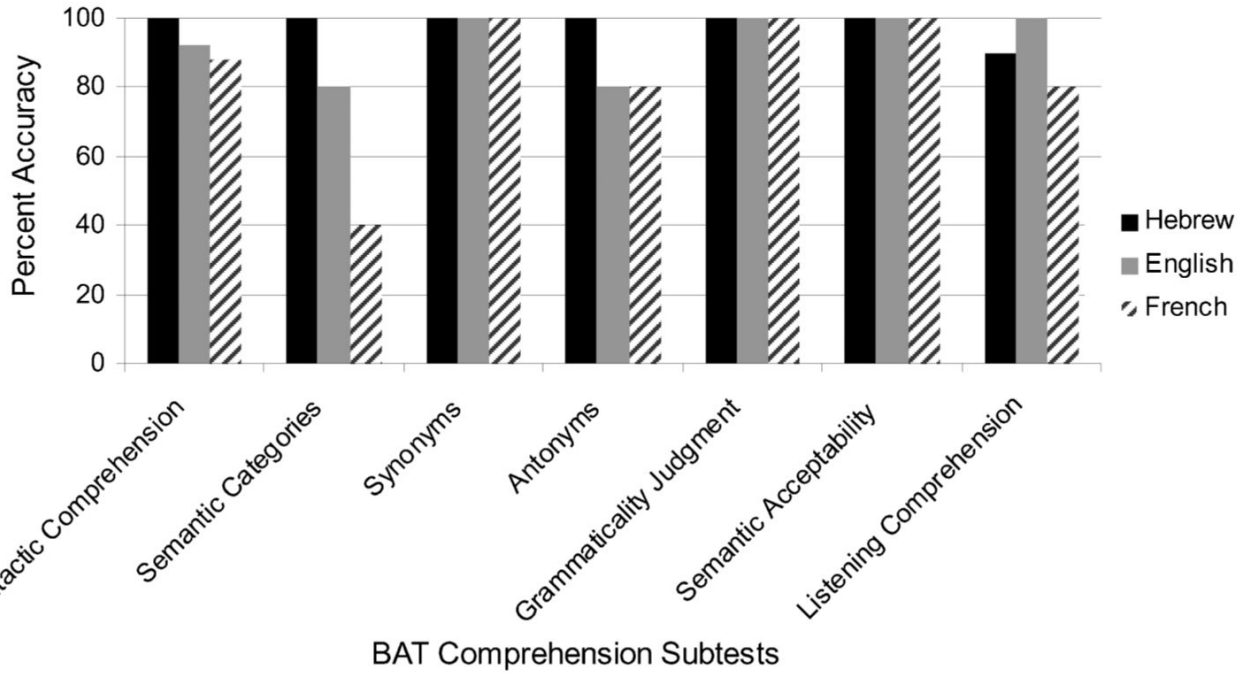 100
80
60
40
20
0
Percent Accuracy
Hebrew
English
French
tactic Comprehension
Semantic Categories
Synonyms
Antonyms
Grammaticality Judgment
Semantic Acceptability
Listening Comprehension
BAT Comprehension Subtests